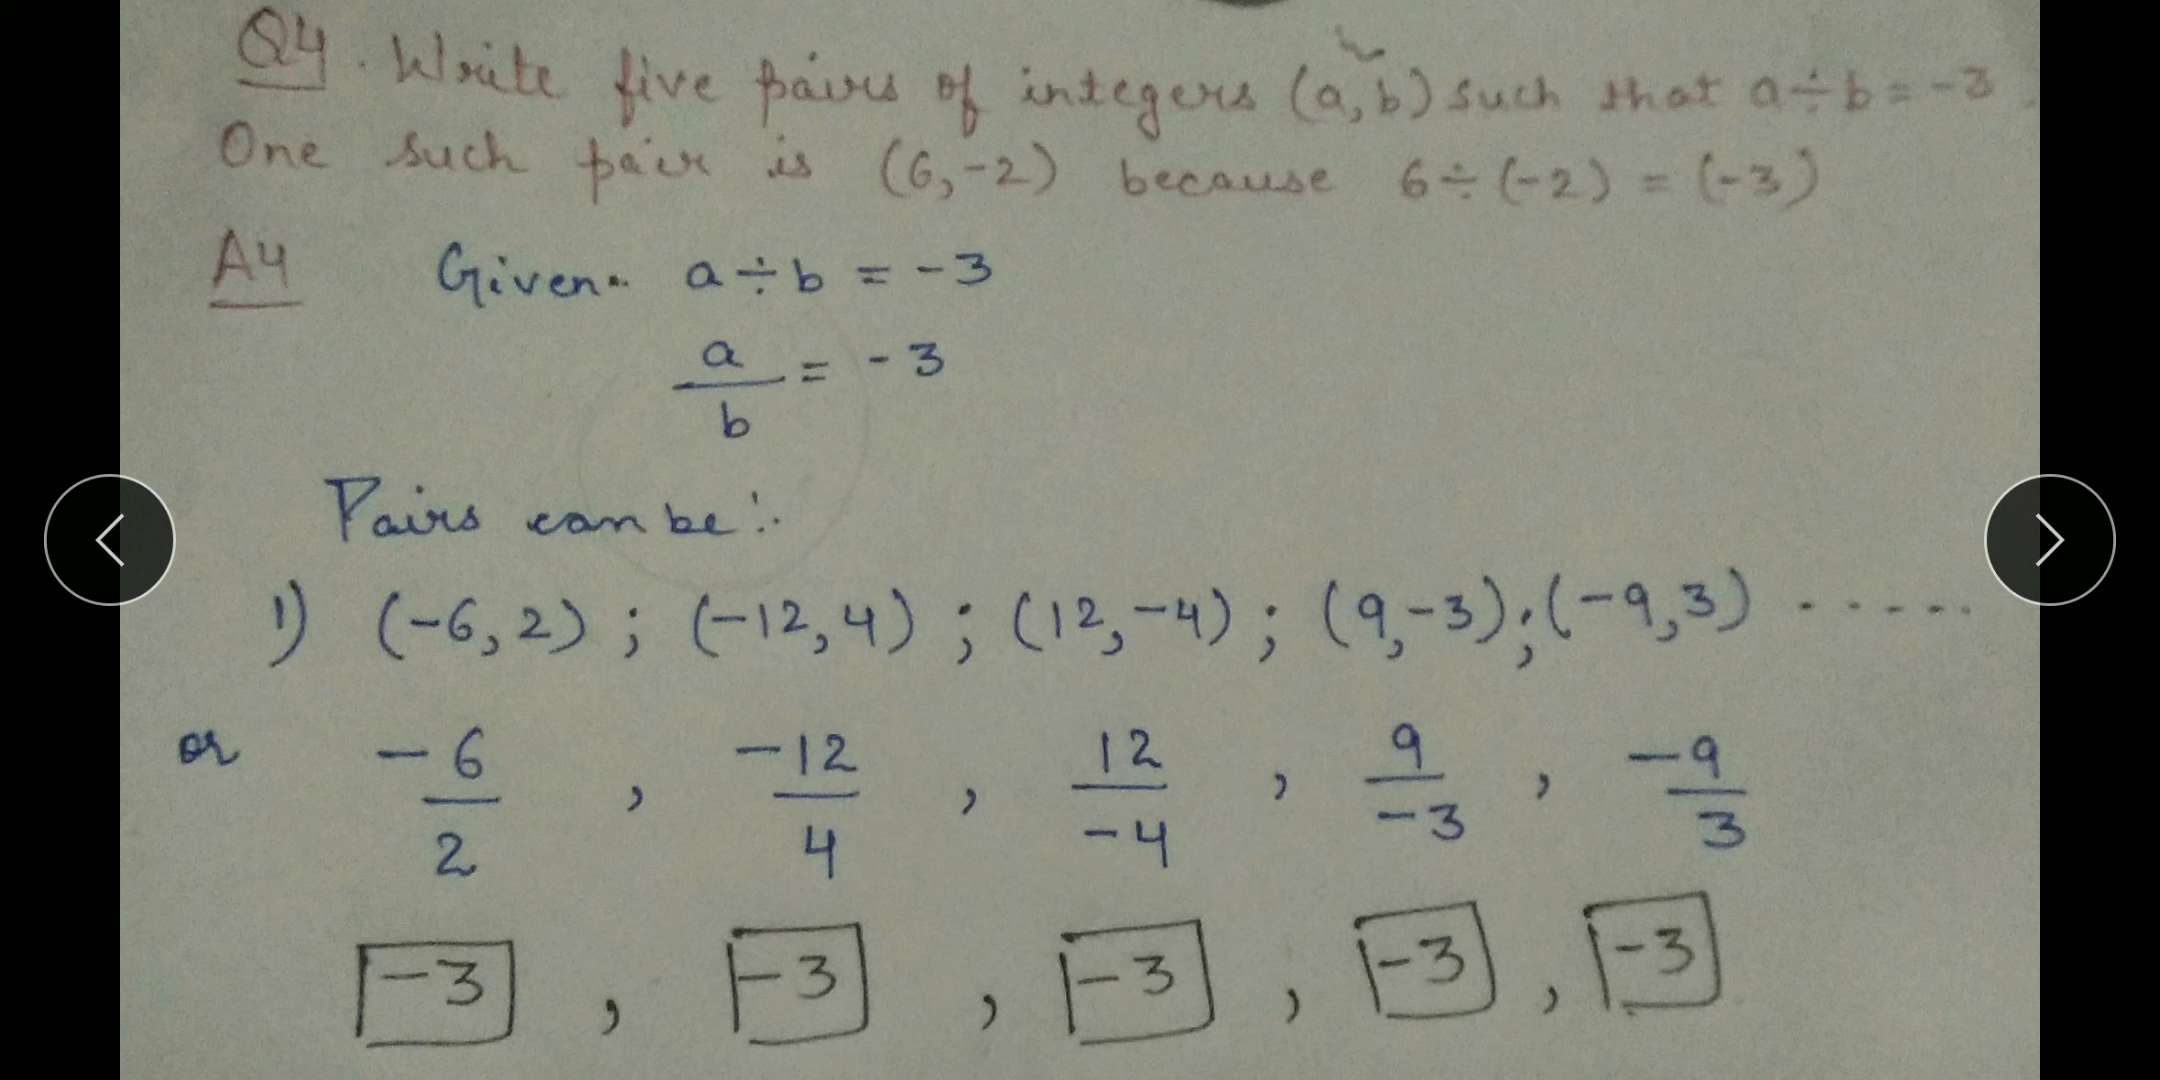 Q4. Write five pairs of integers (a,b) such that a÷b = -3.
One such pair is (6,-2) because 6÷(-2) = (-3)
A4 Given:- a÷b = -3
a/b = -3
Pairs can be:-
1) (-6,2) ; (-12,4) ; (12,-4) ; (9,-3) ; (-9,3) ......
or -6/2 , -12/4 , 12/-4 , 9/-3 , -9/3
-3 , -3 , -3 , -3 , -3